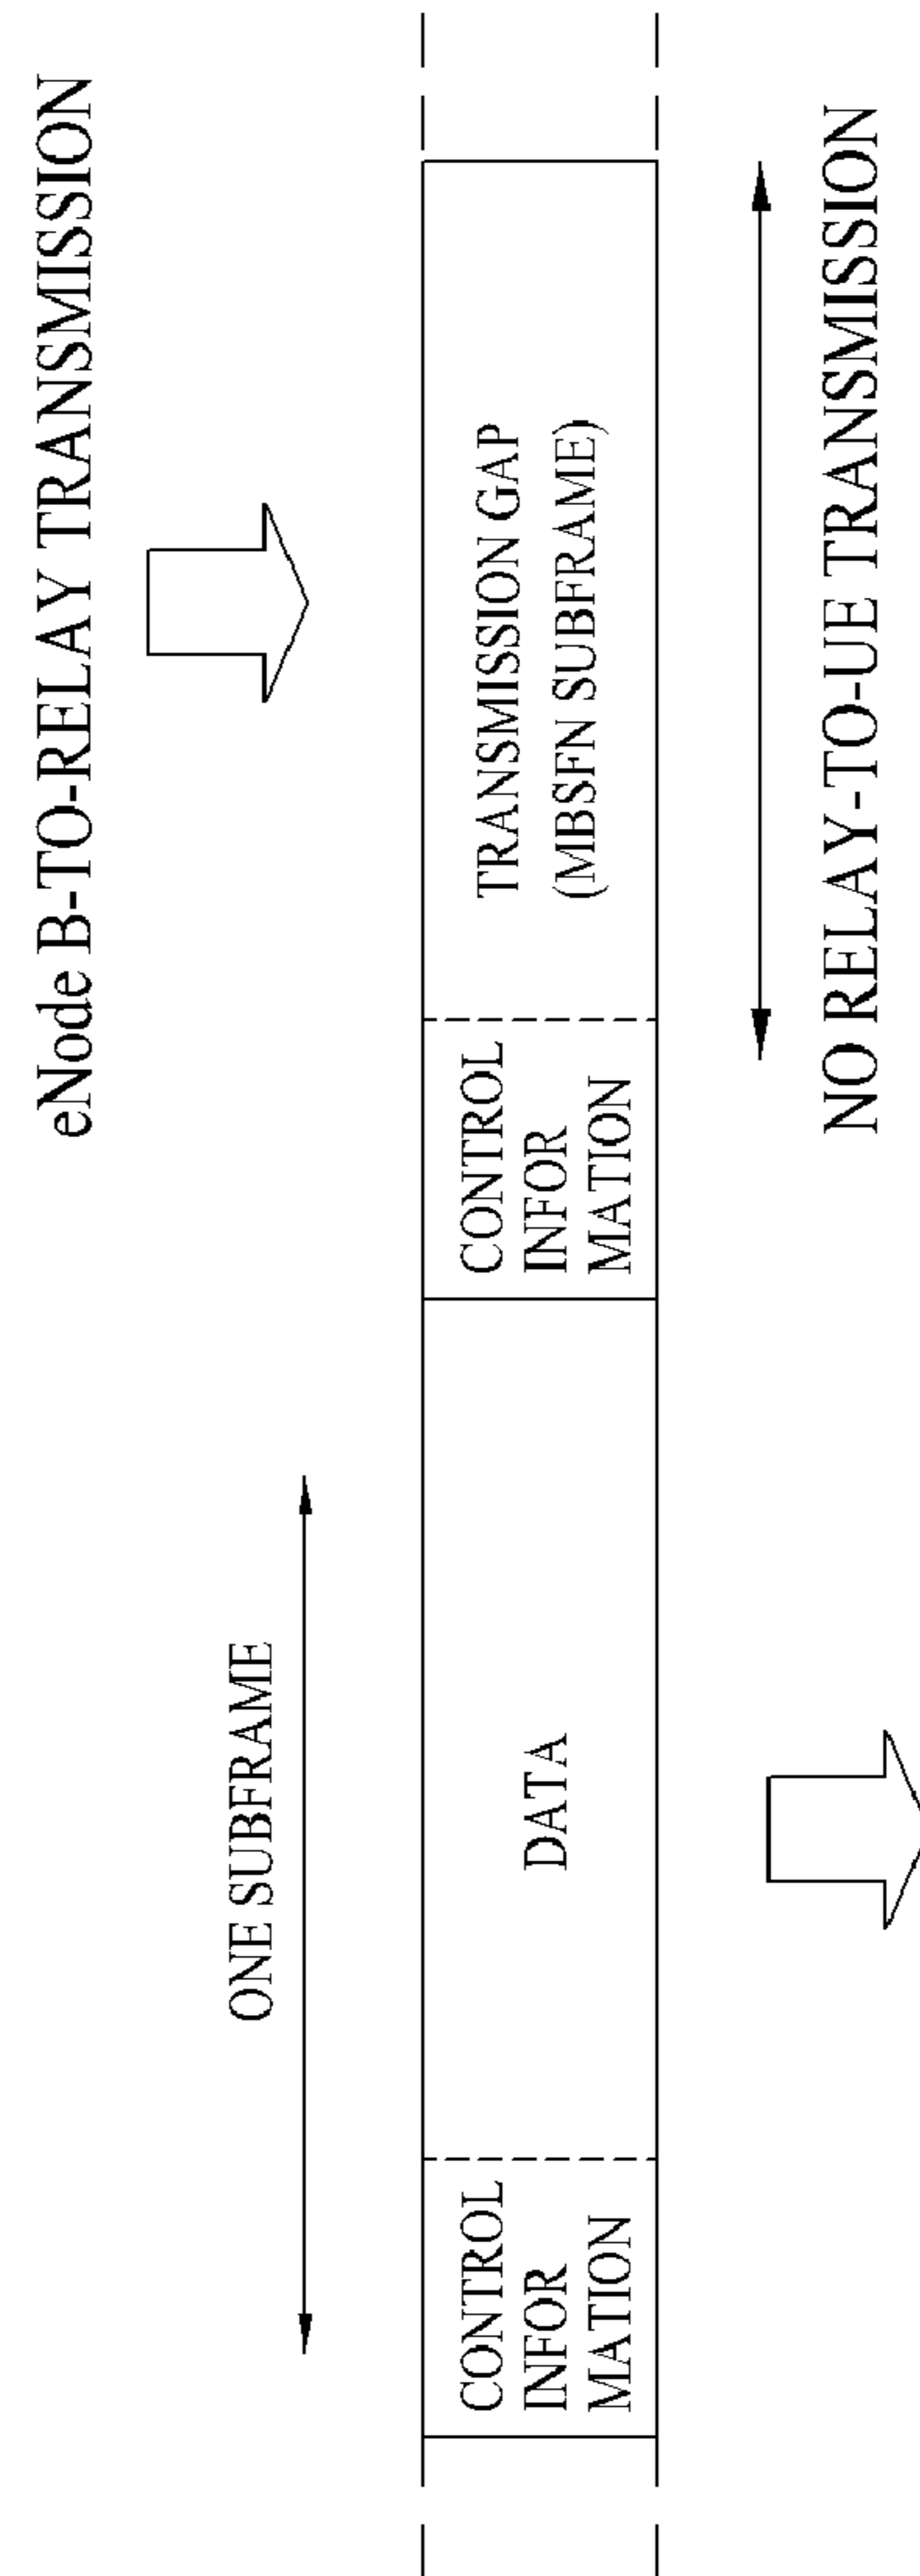 eNode B-TO-RELAY TRANSMISSION
ONE SUBFRAME
CONTROL
INFOR
MATION
DATA
CONTROL
INFOR
MATION
TRANSMISSION GAP
(MBSFN SUBFRAME)
NO RELAY-TO-UE TRANSMISSION